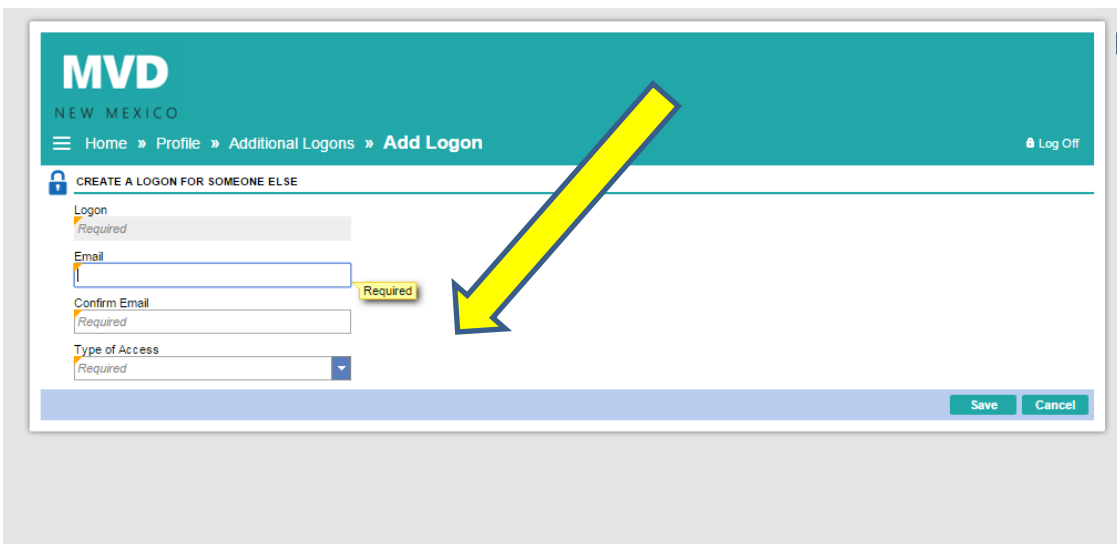 MVD
NEW MEXICO
Home » Profile » Additional Logons » Add Logon
Log Off
CREATE A LOGON FOR SOMEONE ELSE
Logon
Required
Email
Required
Confirm Email
Required
Type of Access
Required
Save Cancel